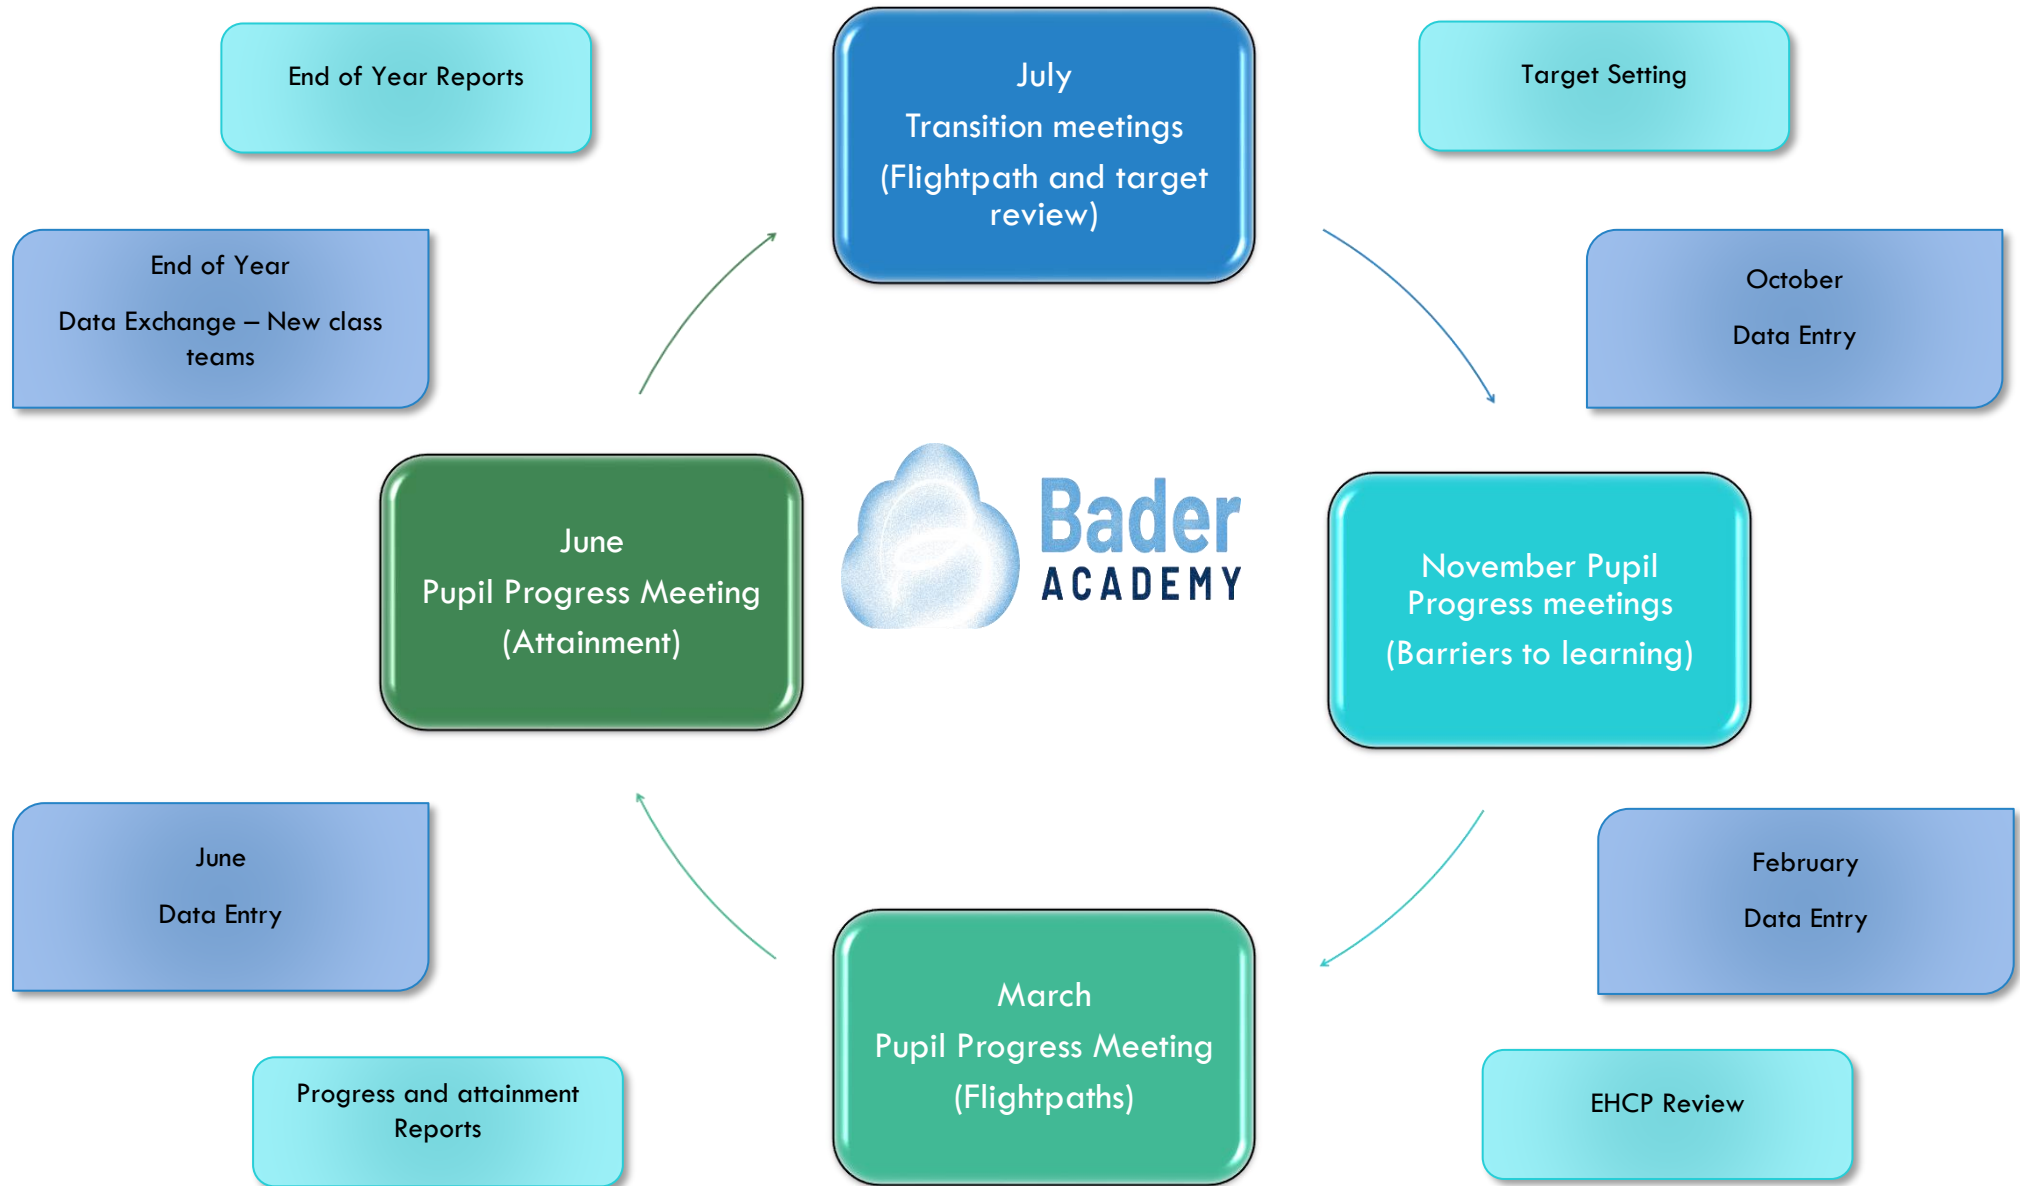 End of Year Reports
July
Transition meetings
(Flightpath and target
review)
Target Setting
End of Year
Data Exchange – New class
teams
October
Data Entry
Bader
ACADEMY
June
Pupil Progress Meeting
(Attainment)
November Pupil
Progress meetings
(Barriers to learning)
June
Data Entry
February
Data Entry
March
Pupil Progress Meeting
(Flightpaths)
Progress and attainment
Reports
EHCP Review